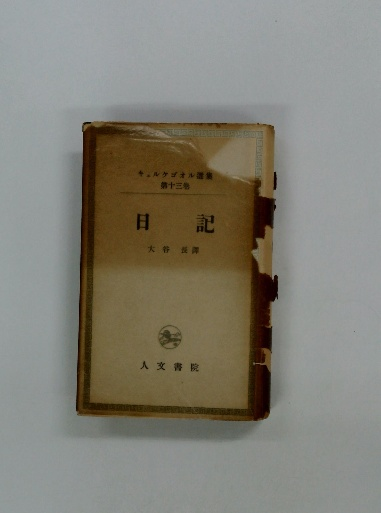 キェルケゴオル選集
第十三巻
日記
大谷長譯
人文書院